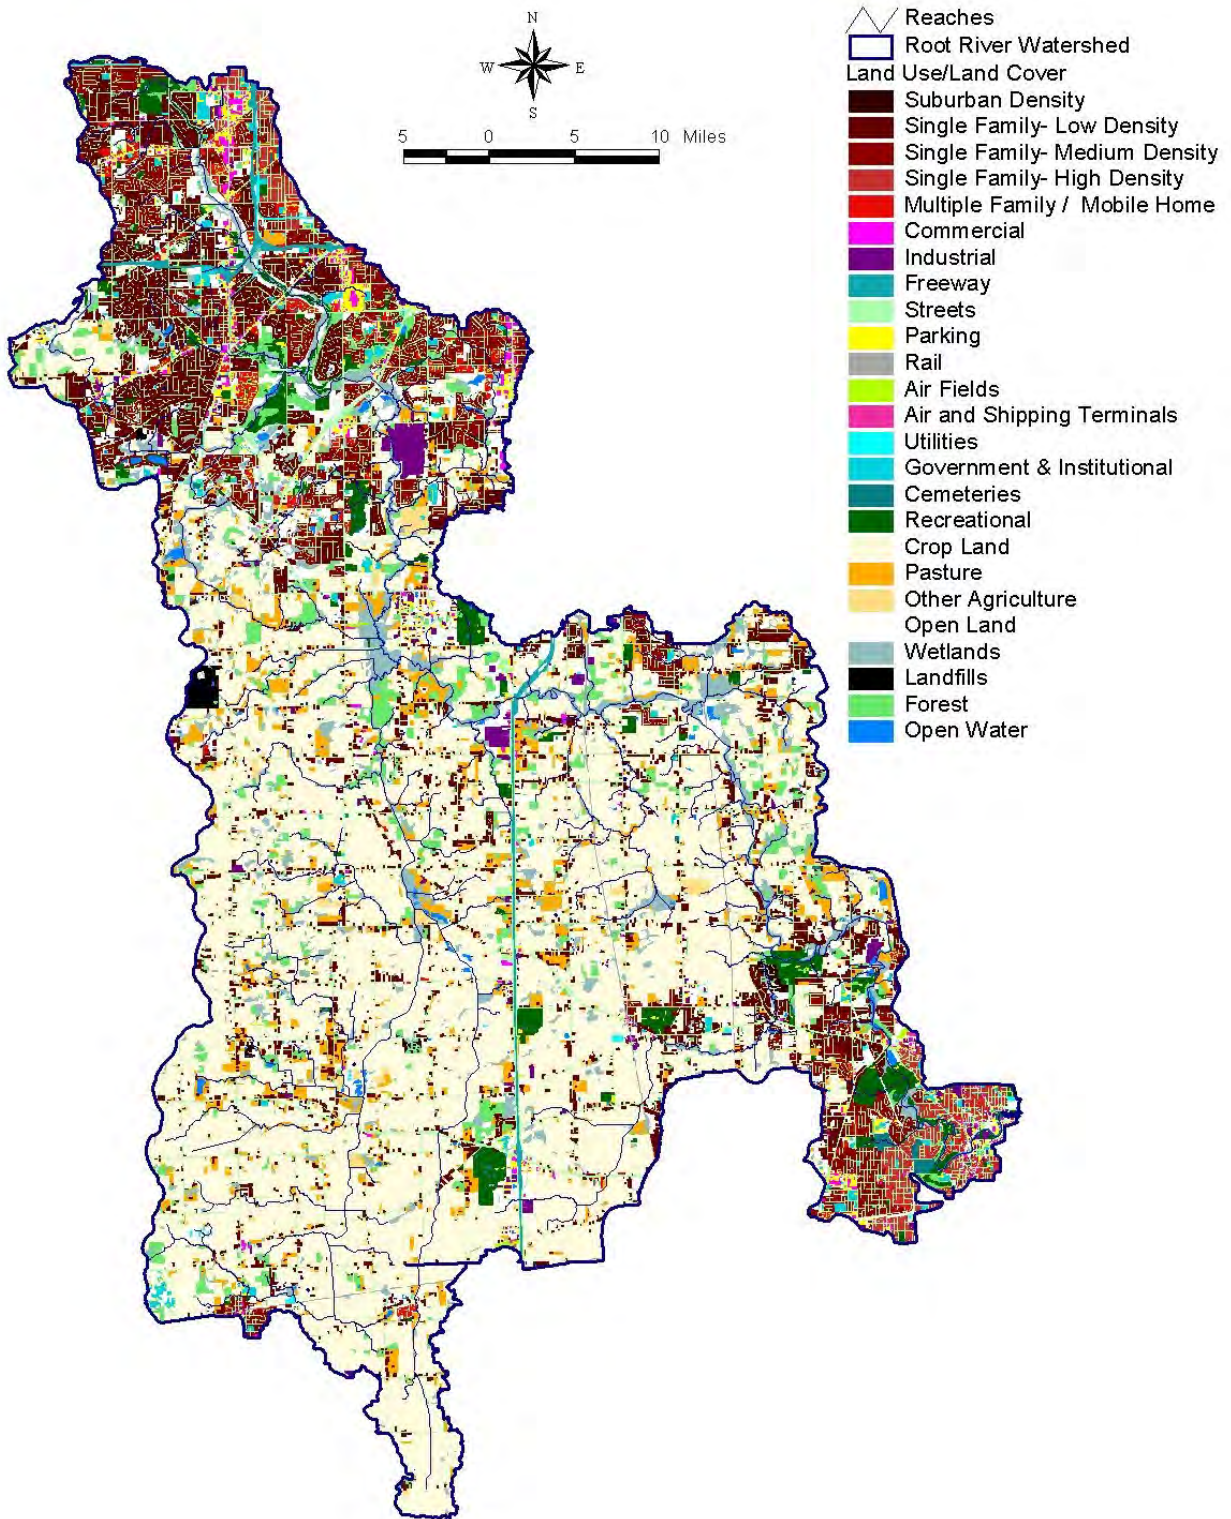 N
W E
S
5 0 5 10 Miles
Reaches
Root River Watershed
Land Use/Land Cover
Suburban Density
Single Family- Low Density
Single Family- Medium Density
Single Family- High Density
Multiple Family / Mobile Home
Commercial
Industrial
Freeway
Streets
Parking
Rail
Air Fields
Air and Shipping Terminals
Utilities
Government & Institutional
Cemeteries
Recreational
Crop Land
Pasture
Other Agriculture
Open Land
Wetlands
Landfills
Forest
Open Water